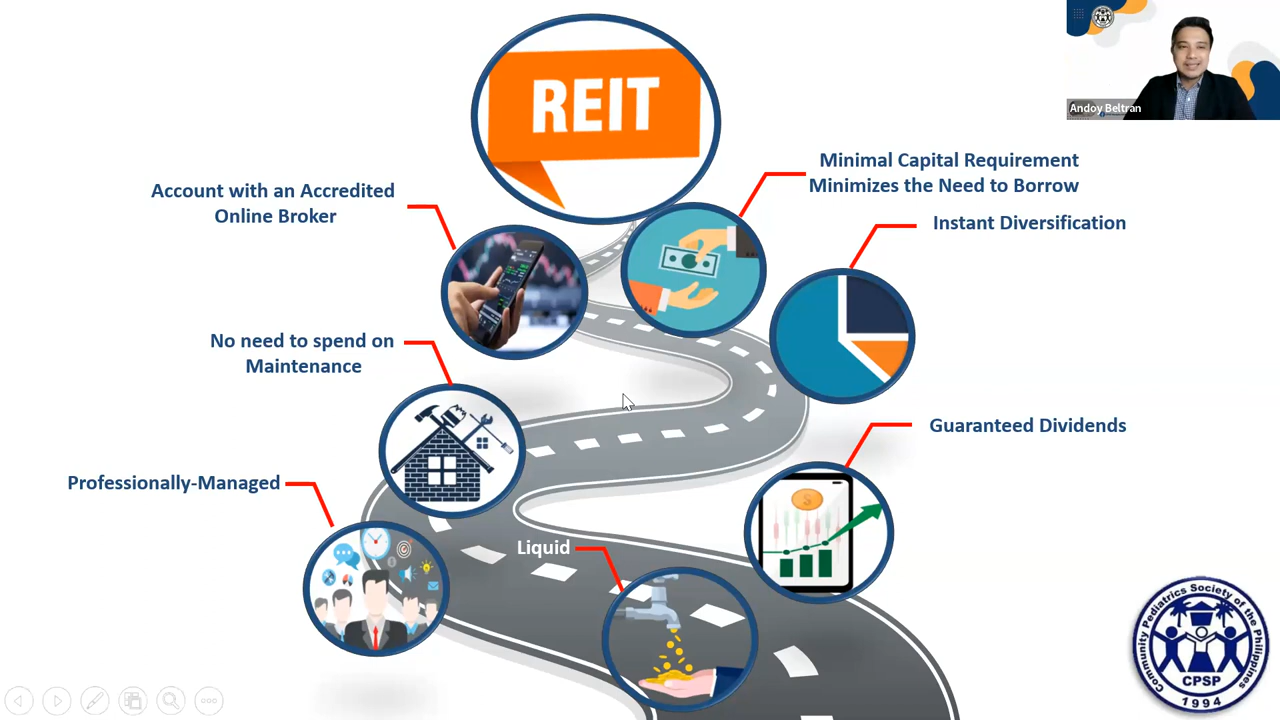 REIT
Andoy Beltran
Minimal Capital Requirement
Minimizes the Need to Borrow
Account with an Accredited
Online Broker
Instant Diversification
No need to spend on
Maintenance
Guaranteed Dividends
Professionally-Managed
Liquid
Community Pediatrics Society of the Philippines
CPSP
1994